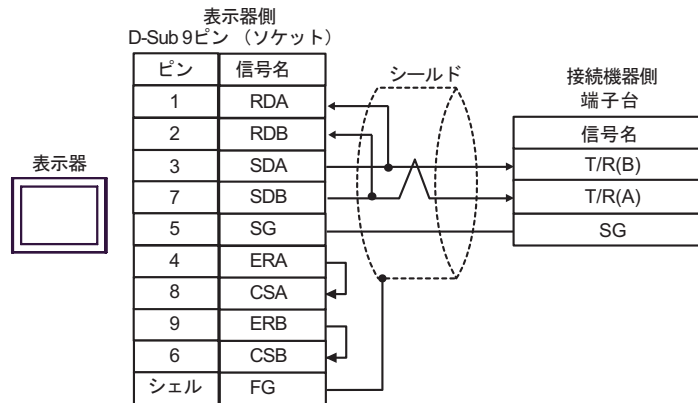 表示器側
D-Sub 9ピン （ソケット）
ピン 信号名
1 RDA
2 RDB
3 SDA
7 SDB
5 SG
4 ERA
8 CSA
9 ERB
6 CSB
シェル FG
表示器
シールド
接続機器側
端子台
信号名
T/R(B)
T/R(A)
SG